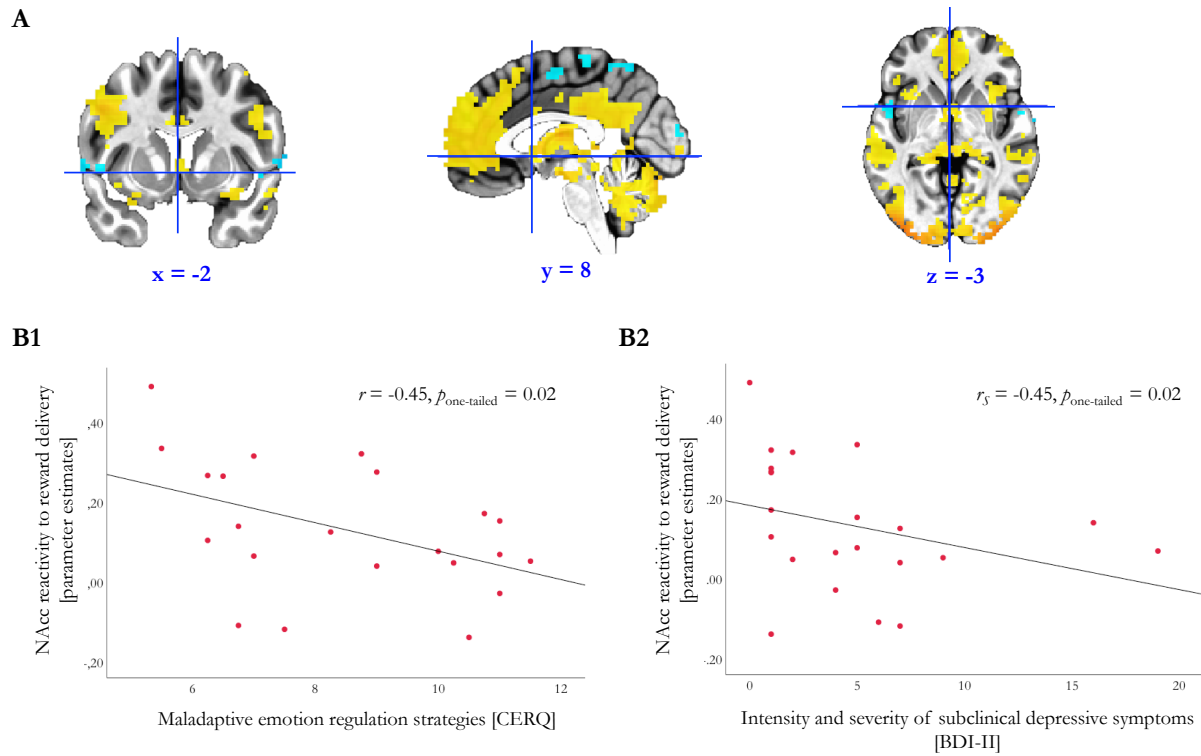 A
x = -2
y = 8
z = -3
B1
r = -0.45, p one-tailed = 0.02
NAcc reactivity to reward delivery
[parameter estimates]
,40
,20
,00
-,20
6
8
10
12
Maladaptive emotion regulation strategies [CERQ]
B2
rS = -0.45, p one-tailed = 0.02
NAcc reactivity to reward delivery
[parameter estimates]
.40
.20
.00
-.20
0
5
10
15
20
Intensity and severity of subclinical depressive symptoms
[BDI-II]